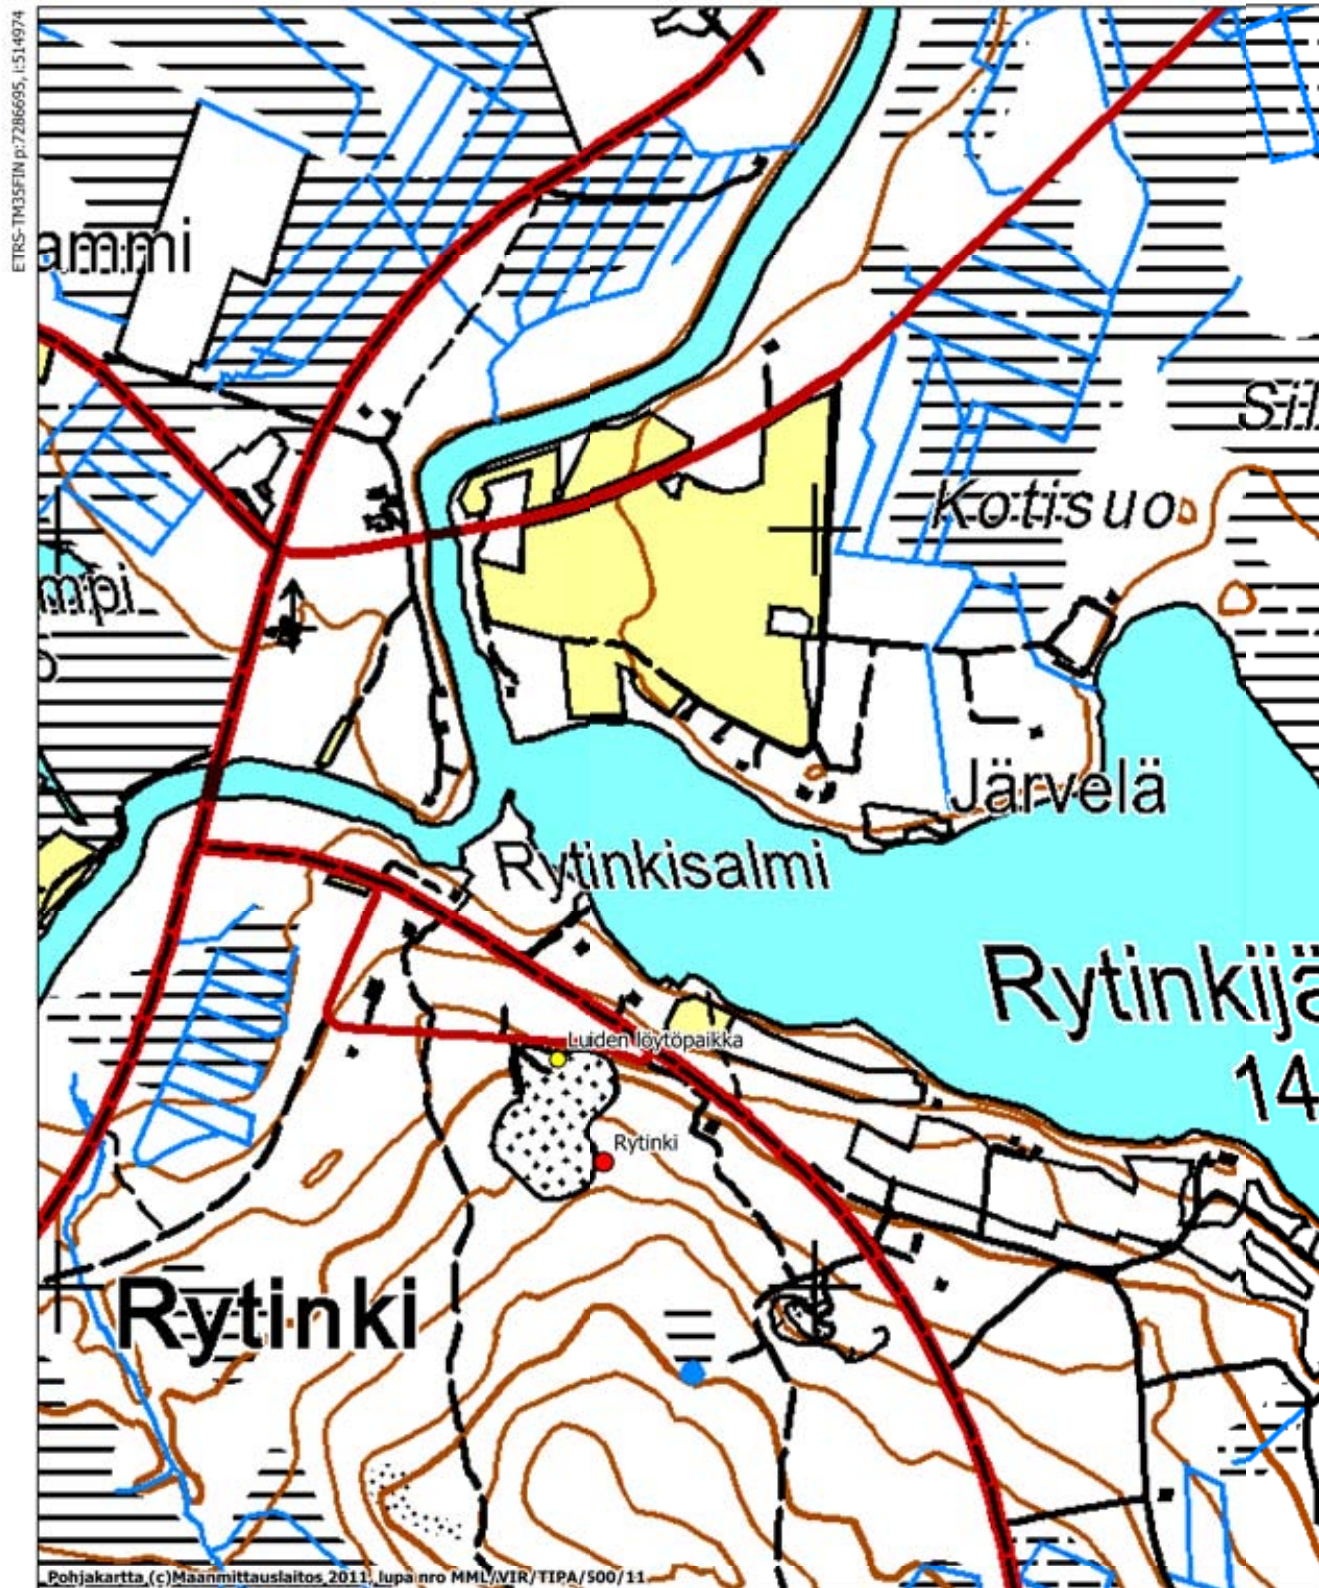 ETRS-TM35FIN p:7286695, i:514974
ammi
Sil
Kotisuo
mpi
Järvelä
Rytinkisalmi
Rytinkijä
14
Luiden löytöpaikka
Rytinki
Rytinki
Pohjakartta (c)Maanmittauslaitos 2011, lupa nro MML/VIR/TIPA/500/11